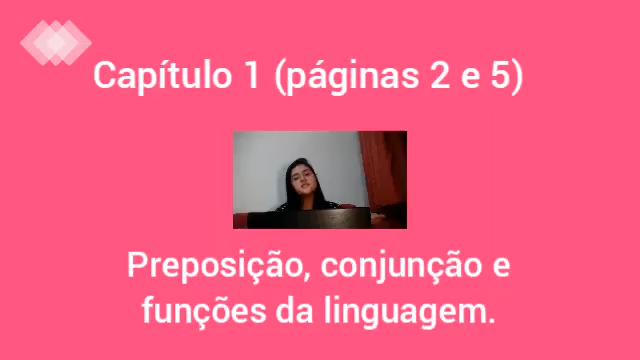 Capítulo 1 (páginas 2 e 5)
Preposição, conjunção e
funções da linguagem.